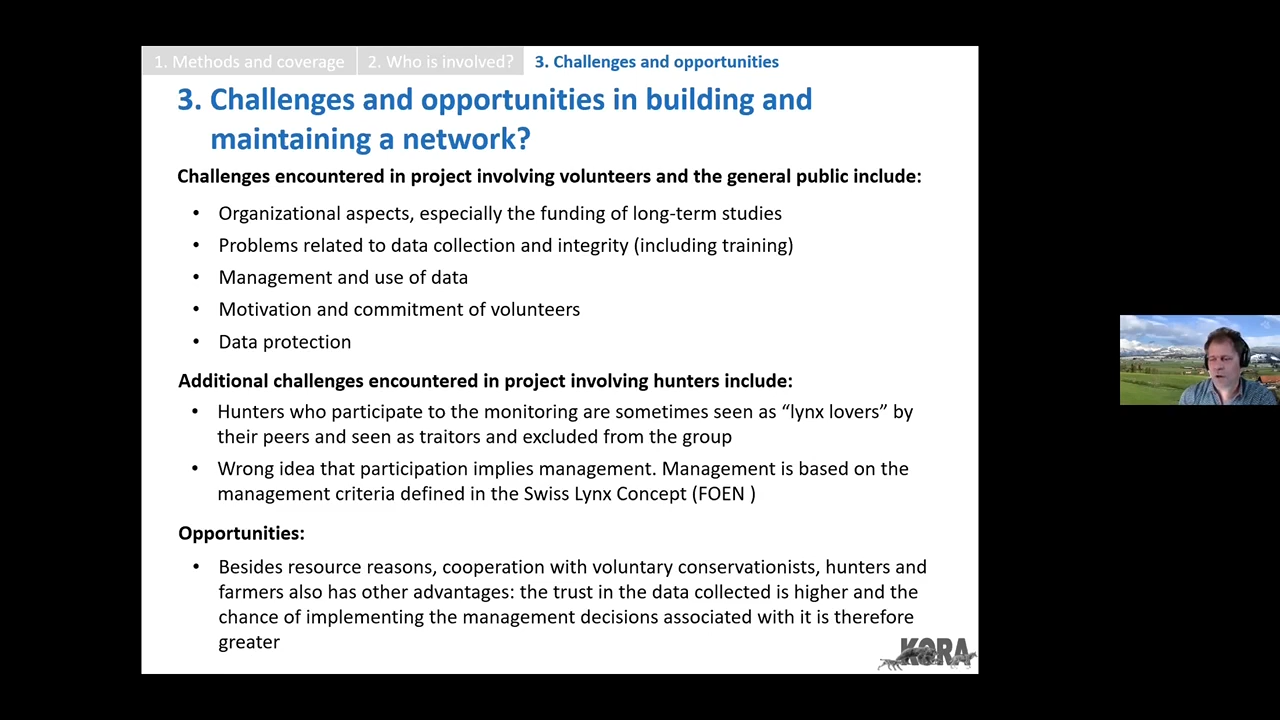 1. Methods and coverage
2. Who is involved?
3. Challenges and opportunities
3. Challenges and opportunities in building and
maintaining a network?
Challenges encountered in project involving volunteers and the general public include:
• Organizational aspects, especially the funding of long-term studies
• Problems related to data collection and integrity (including training)
• Management and use of data
• Motivation and commitment of volunteers
• Data protection
Additional challenges encountered in project involving hunters include:
• Hunters who participate to the monitoring are sometimes seen as “lynx lovers” by
their peers and seen as traitors and excluded from the group
• Wrong idea that participation implies management. Management is based on the
management criteria defined in the Swiss Lynx Concept (FOEN )
Opportunities:
• Besides resource reasons, cooperation with voluntary conservationists, hunters and
farmers also has other advantages: the trust in the data collected is higher and the
chance of implementing the management decisions associated with it is therefore
greater
KORA